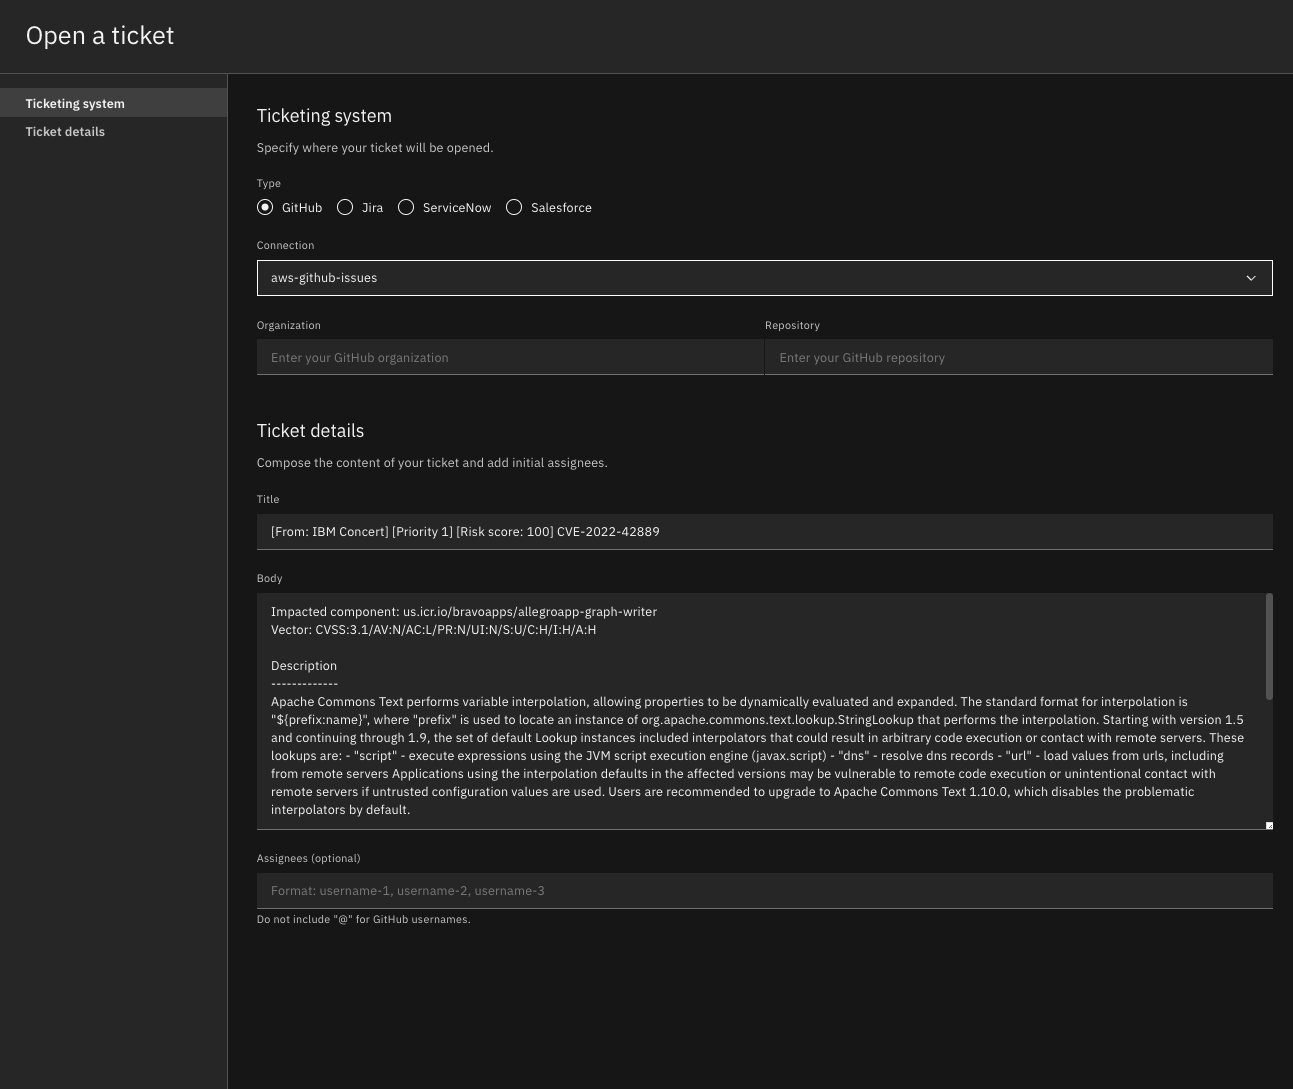 Open a ticket
Ticketing system
Ticket details
Ticketing system
Specify where your ticket will be opened.
Type
GitHub Jira ServiceNow Salesforce
Connection
aws-github-issues
Organization Repository
Enter your GitHub organization Enter your GitHub repository
Ticket details
Compose the content of your ticket and add initial assignees.
Title
[From: IBM Concert] [Priority 1] [Risk score: 100] CVE-2022-42889
Body
Impacted component: us.icr.io/bravoapps/allegroapp-graph-writer
Vector: CVSS:3.1/AV:N/AC:L/PR:N/UI:N/S:U/C:H/I:H/A:H
Description
-------------
Apache Commons Text performs variable interpolation, allowing properties to be dynamically evaluated and expanded. The standard format for interpolation is
"${prefix:name}", where "prefix" is used to locate an instance of org.apache.commons.text.lookup.StringLookup that performs the interpolation. Starting with version 1.5
and continuing through 1.9, the set of default Lookup instances included interpolators that could result in arbitrary code execution or contact with remote servers. These
lookups are: - "script" - execute expressions using the JVM script execution engine (javax.script) - "dns" - resolve dns records - "url" - load values from urls, including
from remote servers Applications using the interpolation defaults in the affected versions may be vulnerable to remote code execution or unintentional contact with
remote servers if untrusted configuration values are used. Users are recommended to upgrade to Apache Commons Text 1.10.0, which disables the problematic
interpolators by default.
Assignees (optional)
Format: username-1, username-2, username-3
Do not include "@" for GitHub usernames.